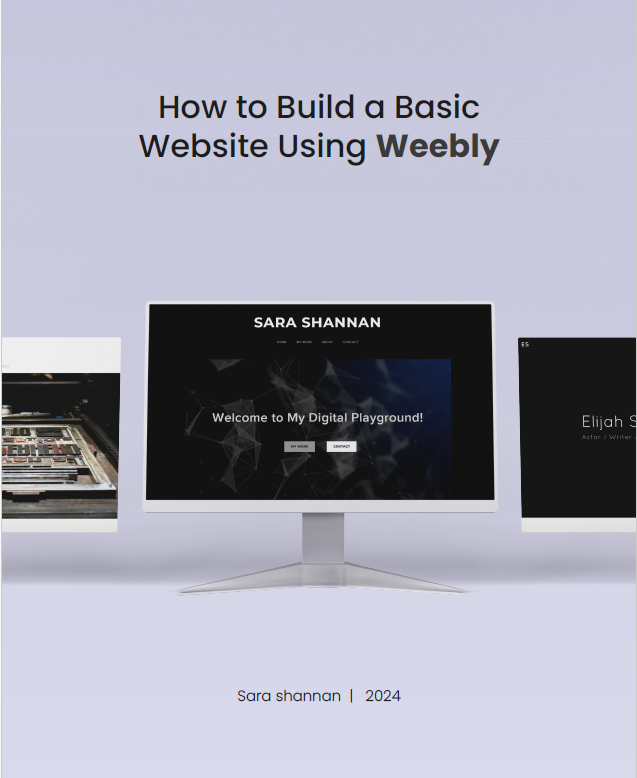 How to Build a Basic
Website Using Weebly
SARA SHANNAN
HOME MY WORK ABOUT CONTACT
Welcome to My Digital Playground!
MY WORK CONTACT
ES
Elijah S
Actor / Writer
Sara shannan | 2024